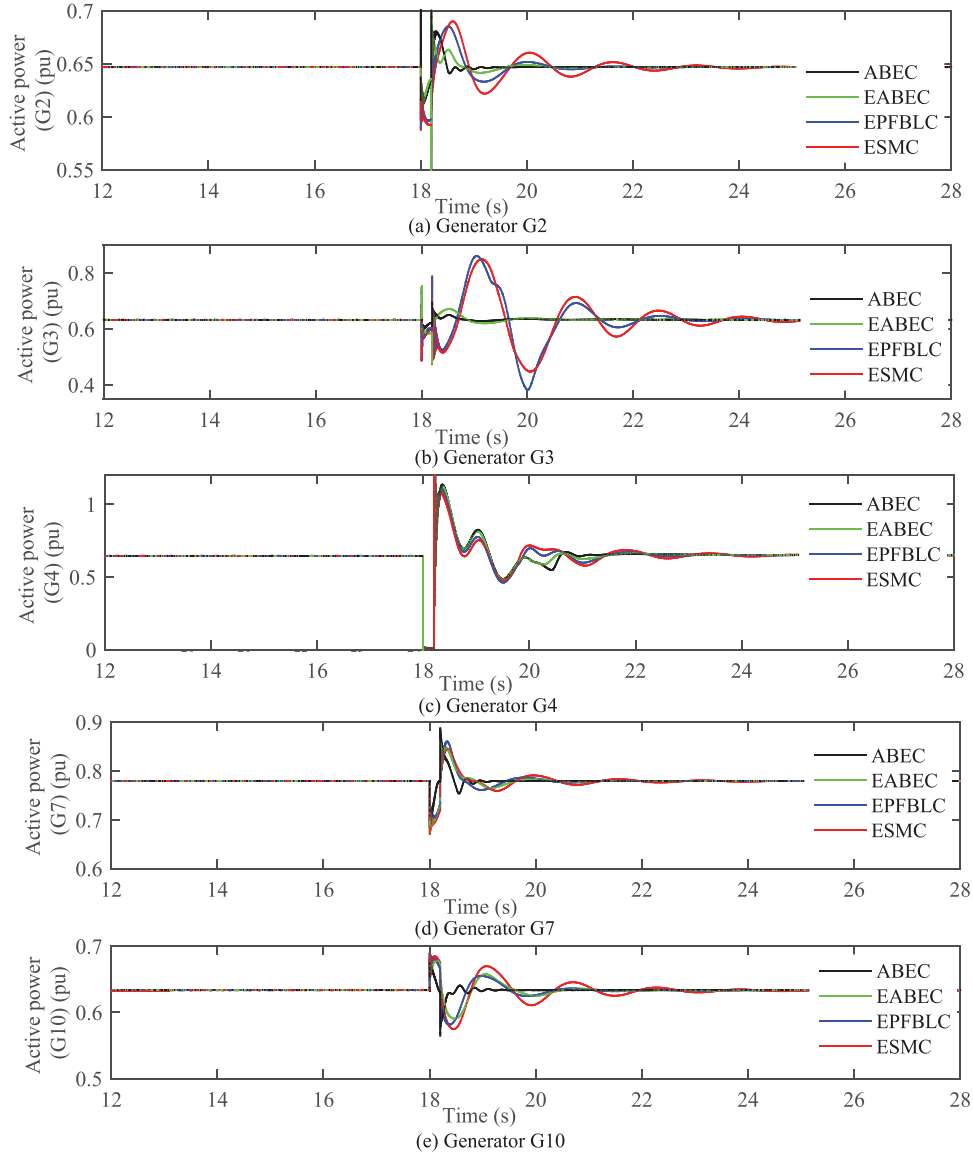 Active power
(G2) (pu)
0.7
0.65
0.6
0.55
ABEC
EABEC
EPFBLC
ESMC
12 14 16 18 20 22 24 26 28
Time (s)
(a) Generator G2
Active power
(G3) (pu)
0.8
0.6
0.4
ABEC
EABEC
EPFBLC
ESMC
12 14 16 18 20 22 24 26 28
Time (s)
(b) Generator G3
Active power
(G4) (pu)
1
0.5
0
ABEC
EABEC
EPFBLC
ESMC
12 14 16 18 20 22 24 26 28
Time (s)
(c) Generator G4
Active power
(G7) (pu)
0.9
0.8
0.7
0.6
ABEC
EABEC
EPFBLC
ESMC
12 14 16 18 20 22 24 26 28
Time (s)
(d) Generator G7
Active power
(G10) (pu)
0.7
0.6
0.5
ABEC
EABEC
EPFBLC
ESMC
12 14 16 18 20 22 24 26 28
Time (s)
(e) Generator G10